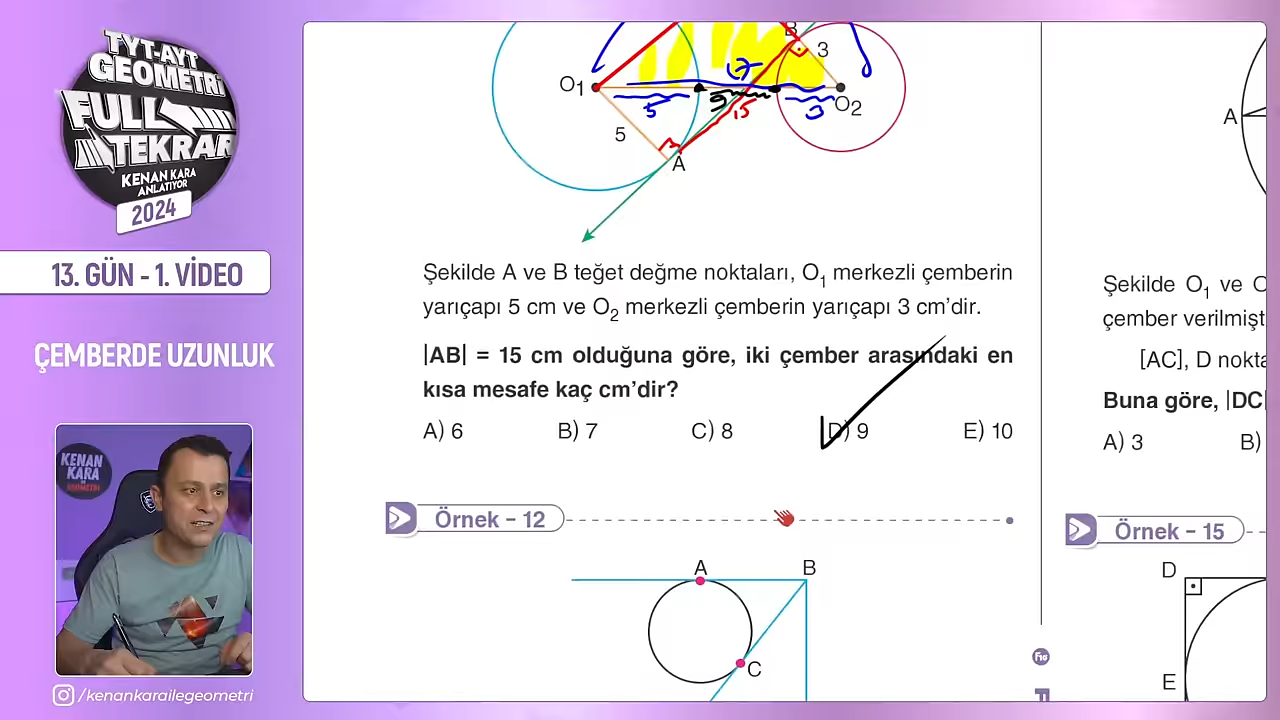 TYT-AYT
GEOMETRİ
FULL
TEKRAR
KENAN KARA
ANLATIYOR
2024
13. GÜN - 1. VİDEO
ÇEMBERDE UZUNLUK
KENAN
KARA
GEOMETRİ
/kenankarailegeometri
B
3
17
O1
O2
5
9
3
15
5
A
Şekilde A ve B teğet değme noktaları, O1 merkezli çemberin
yarıçapı 5 cm ve O2 merkezli çemberin yarıçapı 3 cm'dir.
|AB| = 15 cm olduğuna göre, iki çember arasındaki en
kısa mesafe kaç cm'dir?
A) 6 B) 7 C) 8 D) 9 E) 10
Örnek – 12
A B
C
A
Şekilde O1 ve
çember verilmişt
[AC], D nokta
Buna göre, |DC|
A) 3 B)
Örnek – 15
D
E